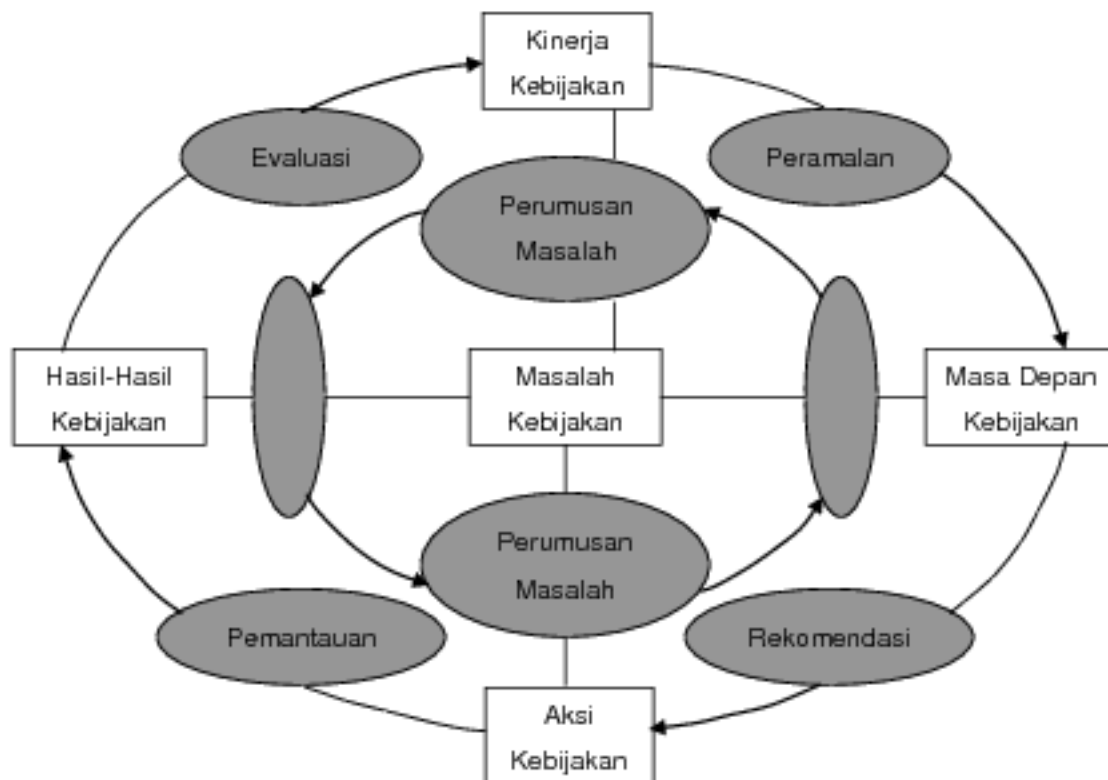 Kinerja
Kebijakan
Evaluasi
Peramalan
Perumusan
Masalah
Hasil-Hasil
Kebijakan
Masalah
Kebijakan
Masa Depan
Kebijakan
Perumusan
Masalah
Pemantauan
Rekomendasi
Aksi
Kebijakan